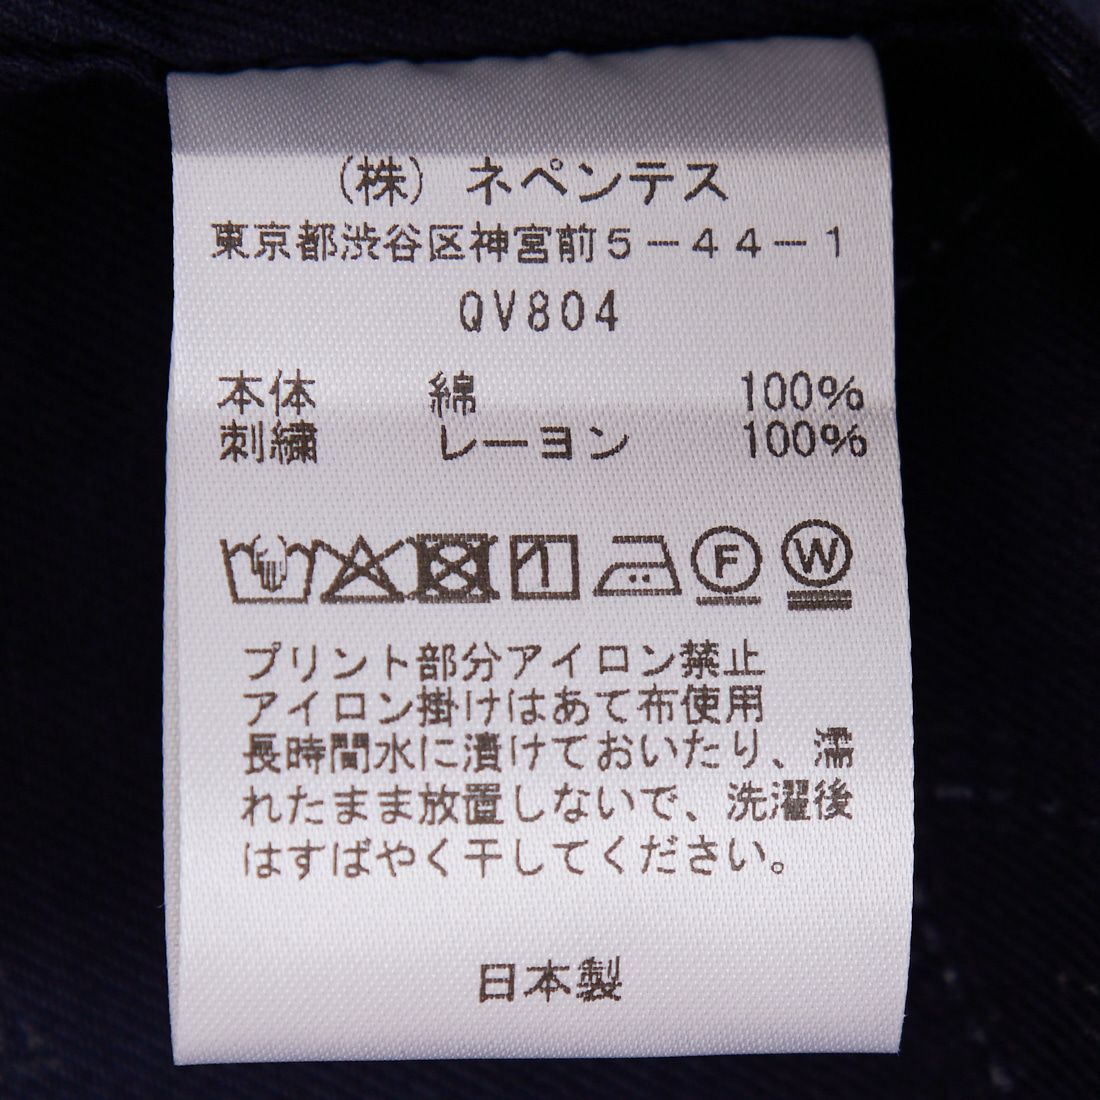 （株）ネペンテス
東京都渋谷区神宮前５－４４－１
QV804
本体 綿 100%
刺繍 レーヨン 100%
F W
プリント部分アイロン禁止
アイロン掛けはあて布使用
長時間水に漬けておいたり、濡
れたまま放置しないで、洗濯後
はすばやく干してください。
日本製